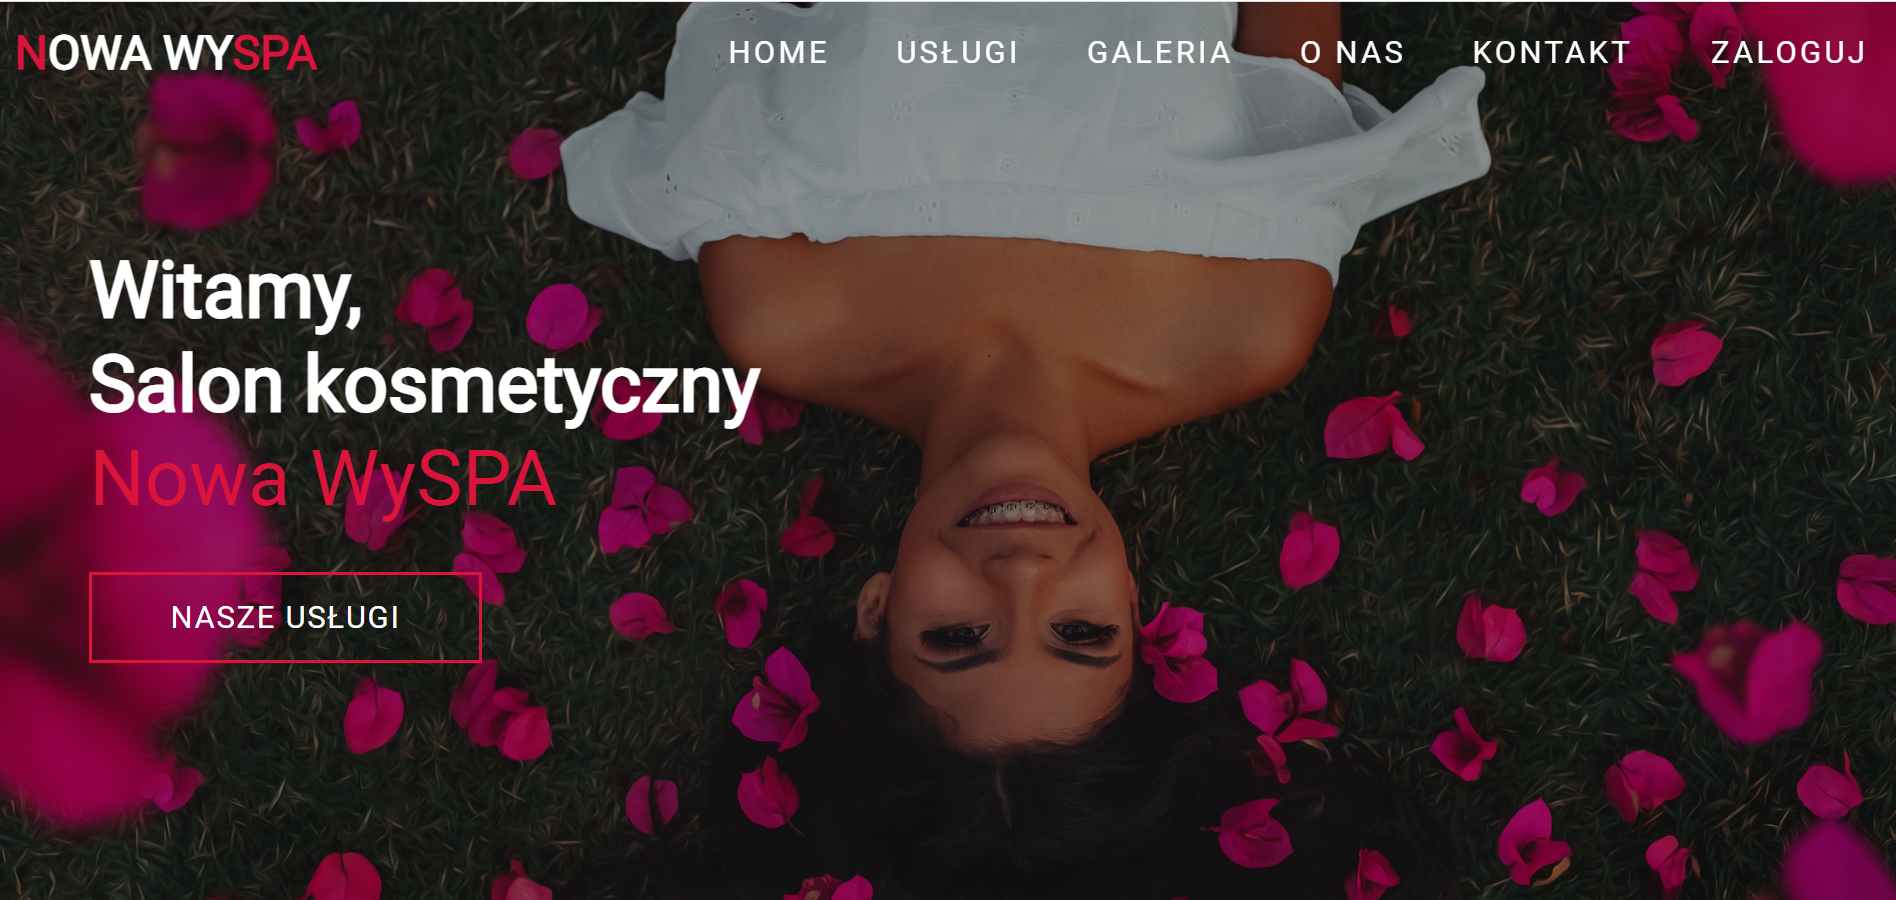 NOWA WYSPA
HOME USŁUGI GALERIA O NAS KONTAKT ZALOGUJ
Witamy,
Salon kosmetyczny
Nowa WySPA
NASZE USŁUGI